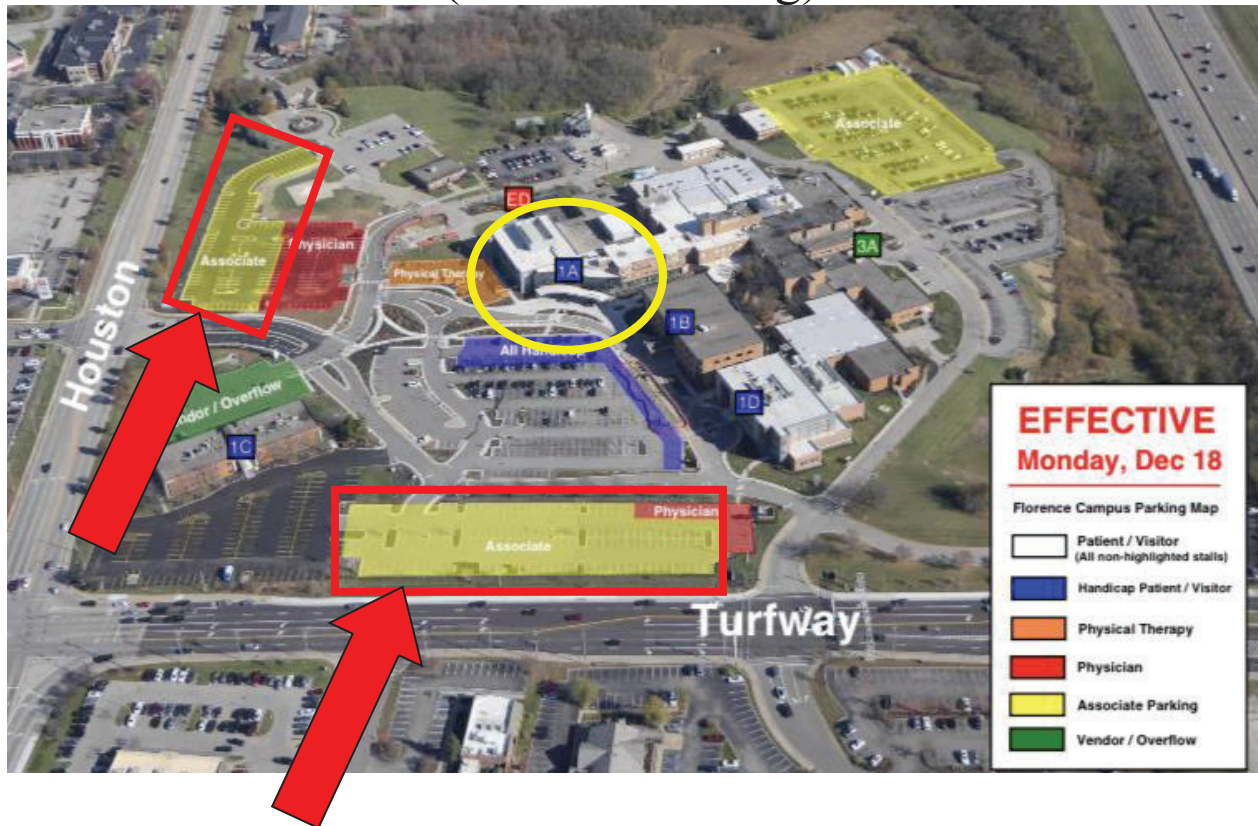 Associate
ED
Physician
3A
Associate
Physical Therapy
1A
1B
Houston
All Handicap
Vendor / Overflow
1D
1C
EFFECTIVE
Monday, Dec 18
Florence Campus Parking Map
Patient / Visitor
(All non-highlighted stalls)
Handicap Patient / Visitor
Physical Therapy
Physician
Associate Parking
Vendor / Overflow
Physician
Associate
Turfway